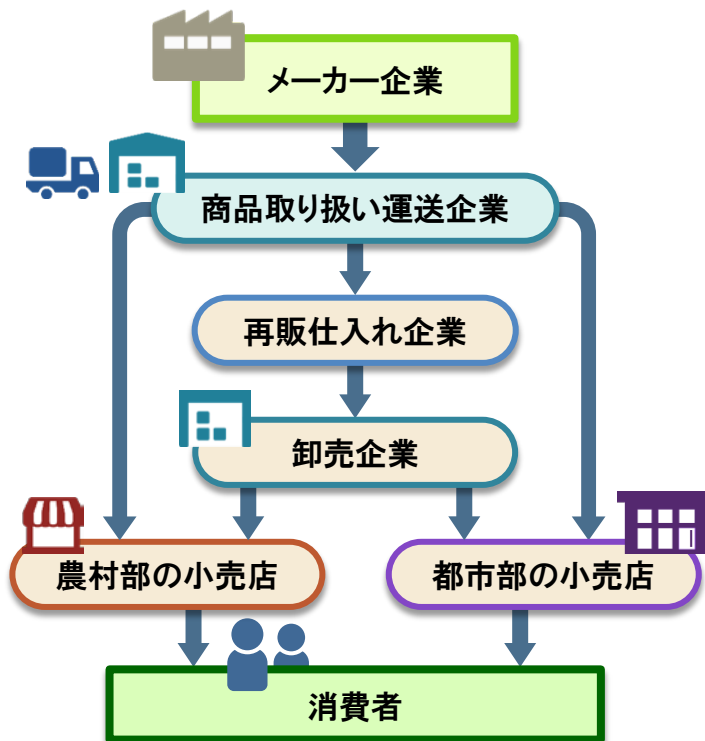 メーカー企業
商品取り扱い運送企業
再販仕入れ企業
卸売企業
農村部の小売店
都市部の小売店
消費者